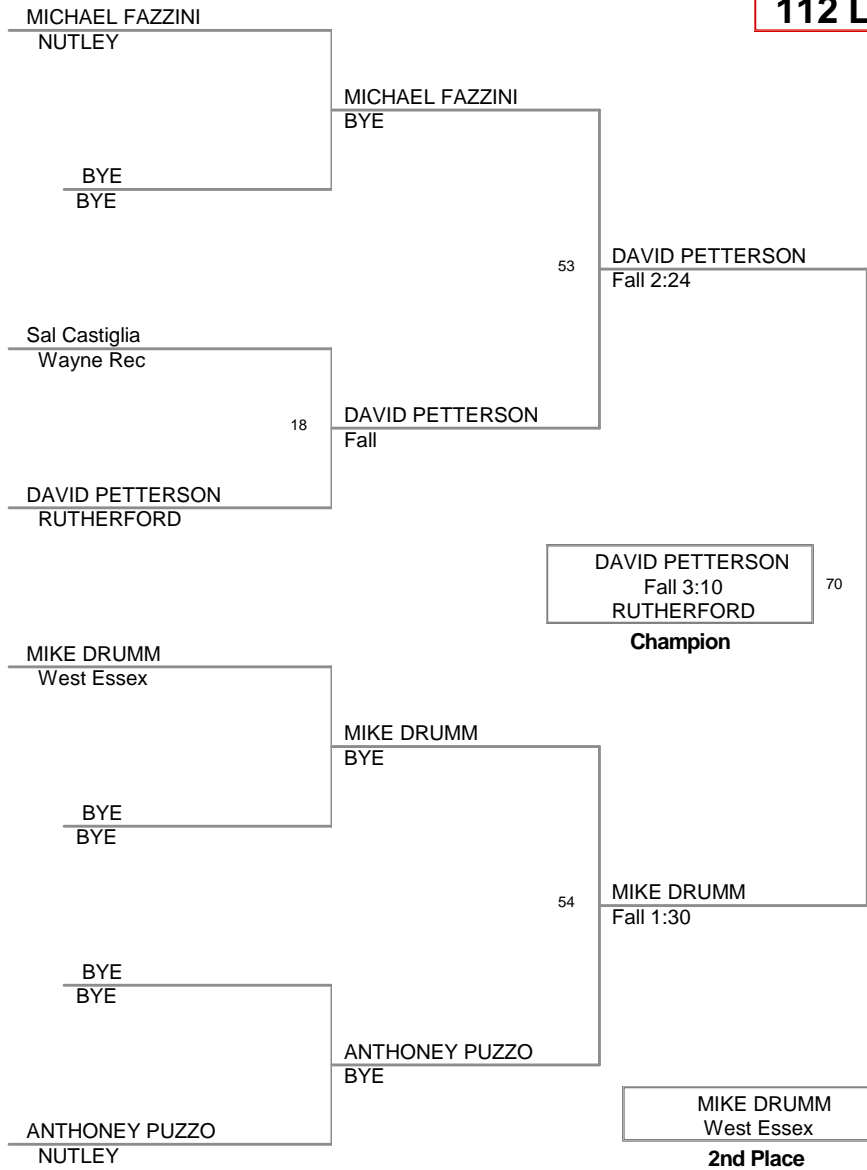 112 L
MICHAEL FAZZINI
NUTLEY
MICHAEL FAZZINI
BYE
BYE
BYE
53
DAVID PETTERSON
Fall 2:24
Sal Castiglia
Wayne Rec
18
DAVID PETTERSON
Fall
DAVID PETTERSON
RUTHERFORD
DAVID PETTERSON
Fall 3:10
RUTHERFORD
70
Champion
MIKE DRUMM
West Essex
MIKE DRUMM
BYE
BYE
BYE
54
MIKE DRUMM
Fall 1:30
BYE
BYE
ANTHONEY PUZZO
BYE
ANTHONEY PUZZO
NUTLEY
MIKE DRUMM
West Essex
2nd Place